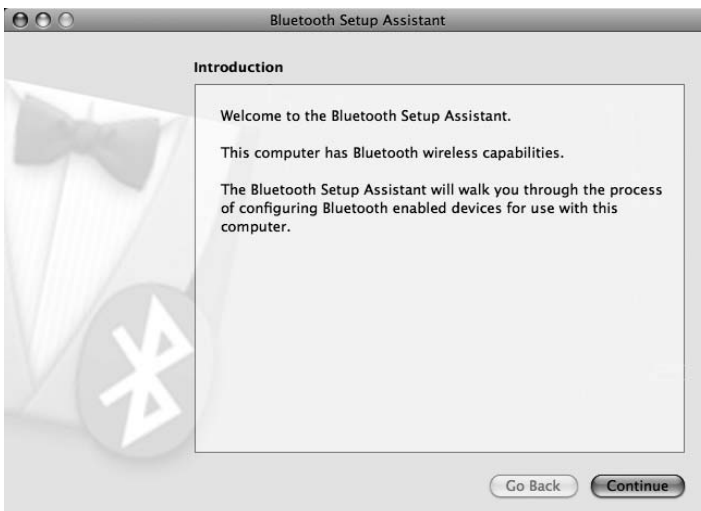 Bluetooth Setup Assistant
Introduction
Welcome to the Bluetooth Setup Assistant.
This computer has Bluetooth wireless capabilities.
The Bluetooth Setup Assistant will walk you through the process
of configuring Bluetooth enabled devices for use with this
computer.
Go Back
Continue